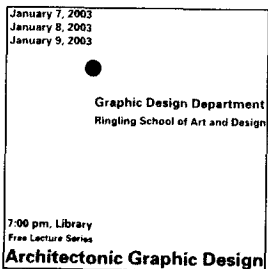 January 7, 2003
January 8, 2003
January 9, 2003
Graphic Design Department
Ringling School of Art and Design
7:00 pm, Library
Free Lecture Series
Architectonic Graphic Design